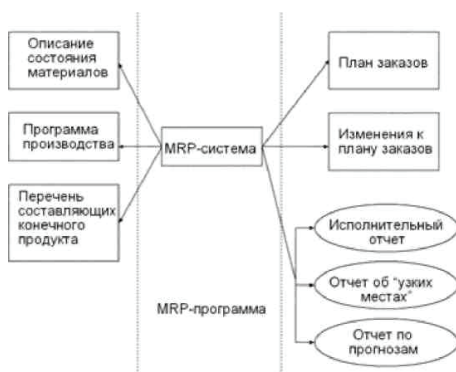 Описание
состояния
материалов
Программа
производства
Перечень
составляющих
конечного
продукта
MRP-система
MRP-программа
План заказов
Изменения к
плану заказов
Исполнительный
отчет
Отчет об "узких
местах"
Отчет по
прогнозам